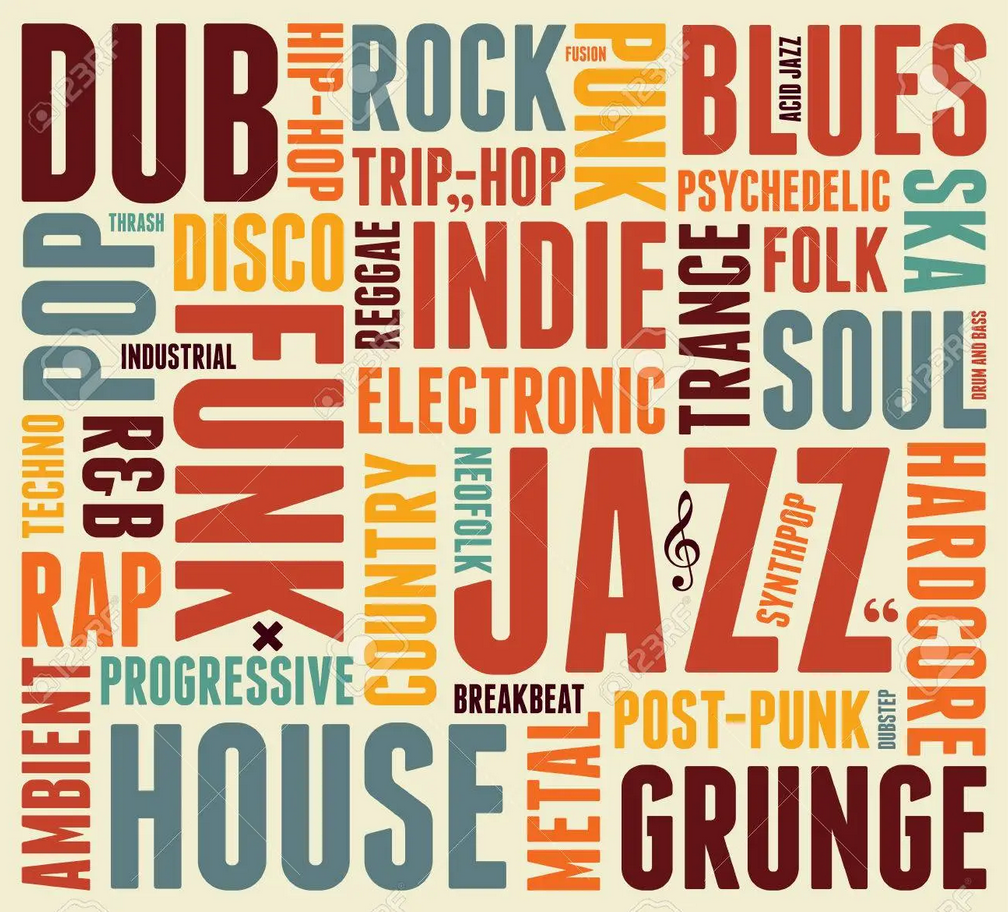 DUB
HIP-HOP
ROCK
FUSION
PUNK
BLUES
ACID JAZZ
TRIP-HOP
„
PSYCHEDELIC
SKA
POP
THRASH
DISCO
REGGAE
INDIE
TRANCE
FOLK
FUNK
INDUSTRIAL
SOUL
DRUM AND BASS
ELECTRONIC
TECHNO
R&B
COUNTRY
NEOFOLK
JAZZ
SYNTHPOP
“
HARDCORE
RAP
PROGRESSIVE
AMBIENT
BREAKBEAT
POST-PUNK
DUBSTEP
HOUSE
METAL
GRUNGE
123RF